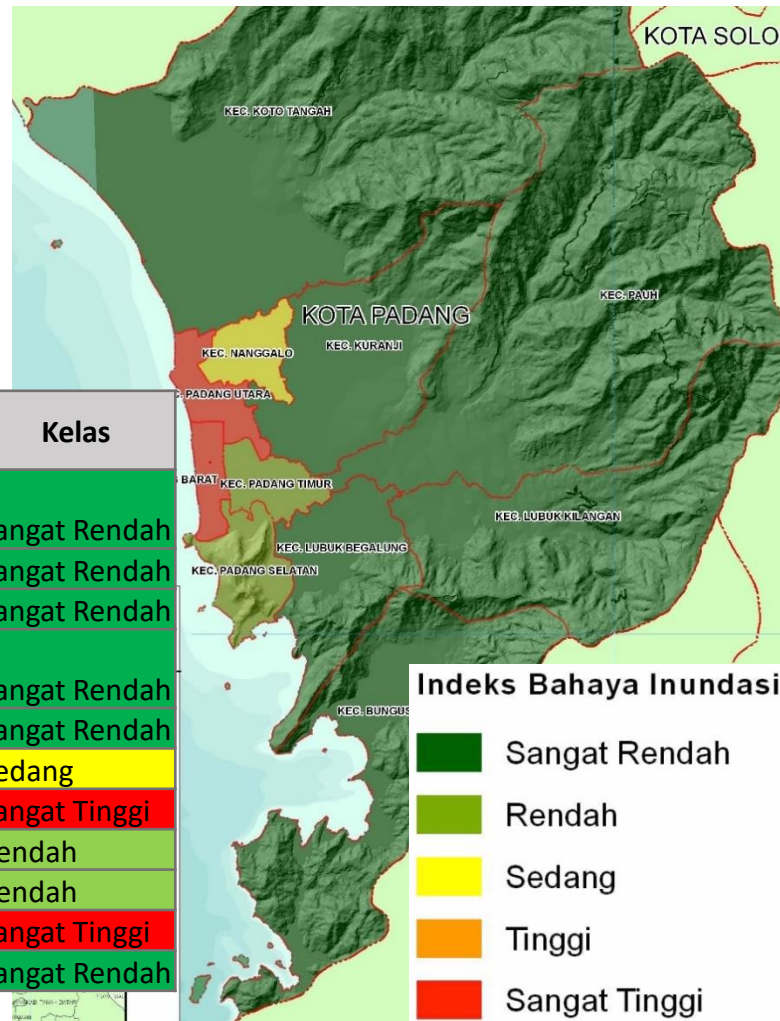 KOTA SOLO
KEC. KOTO TANGAH
KEC. PAUH
KOTA PADANG
KEC. KURANJI
KEC. NANGGALO
PADANG UTARA
BARAT
KEC. PADANG TIMUR
KEC. LUBUK KILANGAN
KEC. LUBUK BEGALUNG
KEC. PADANG SELATAN
KEC. BUNGUS
Kelas
angat Rendah
angat Rendah
angat Rendah
angat Rendah
angat Rendah
edang
angat Tinggi
endah
endah
angat Tinggi
angat Rendah
Indeks Bahaya Inundasi
Sangat Rendah
Rendah
Sedang
Tinggi
Sangat Tinggi